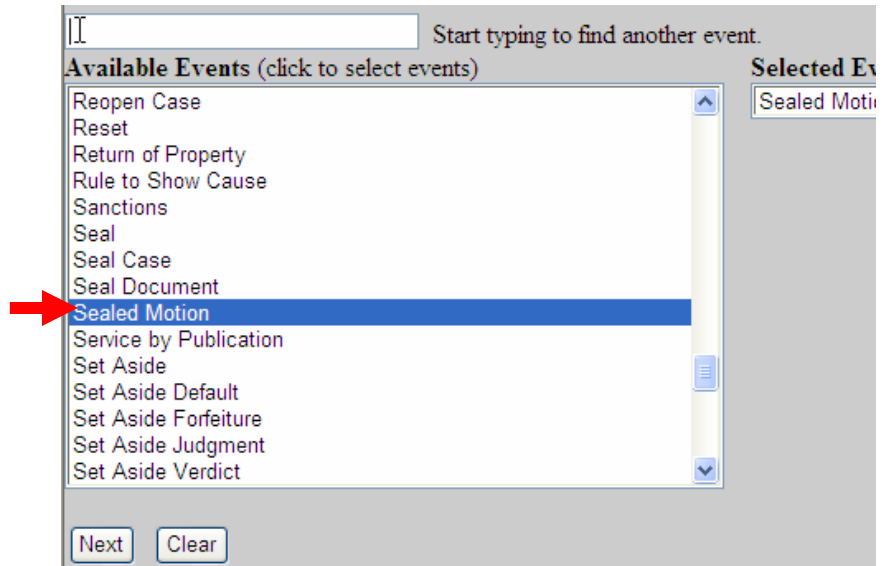 Start typing to find another event.
Available Events (click to select events)
Selected Ev
Reopen Case
Sealed Moti
Reset
Return of Property
Rule to Show Cause
Sanctions
Seal
Seal Case
Seal Document
Sealed Motion
Service by Publication
Set Aside
Set Aside Default
Set Aside Forfeiture
Set Aside Judgment
Set Aside Verdict
Next
Clear